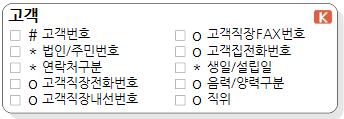 고객 K
# 고객번호
* 법인/주민번호
* 연락처구분
o 고객직장전화번호
o 고객직장내선번호
o 고객직장FAX번호
o 고객집전화번호
* 생일/설립일
o 음력/양력구분
o 직위